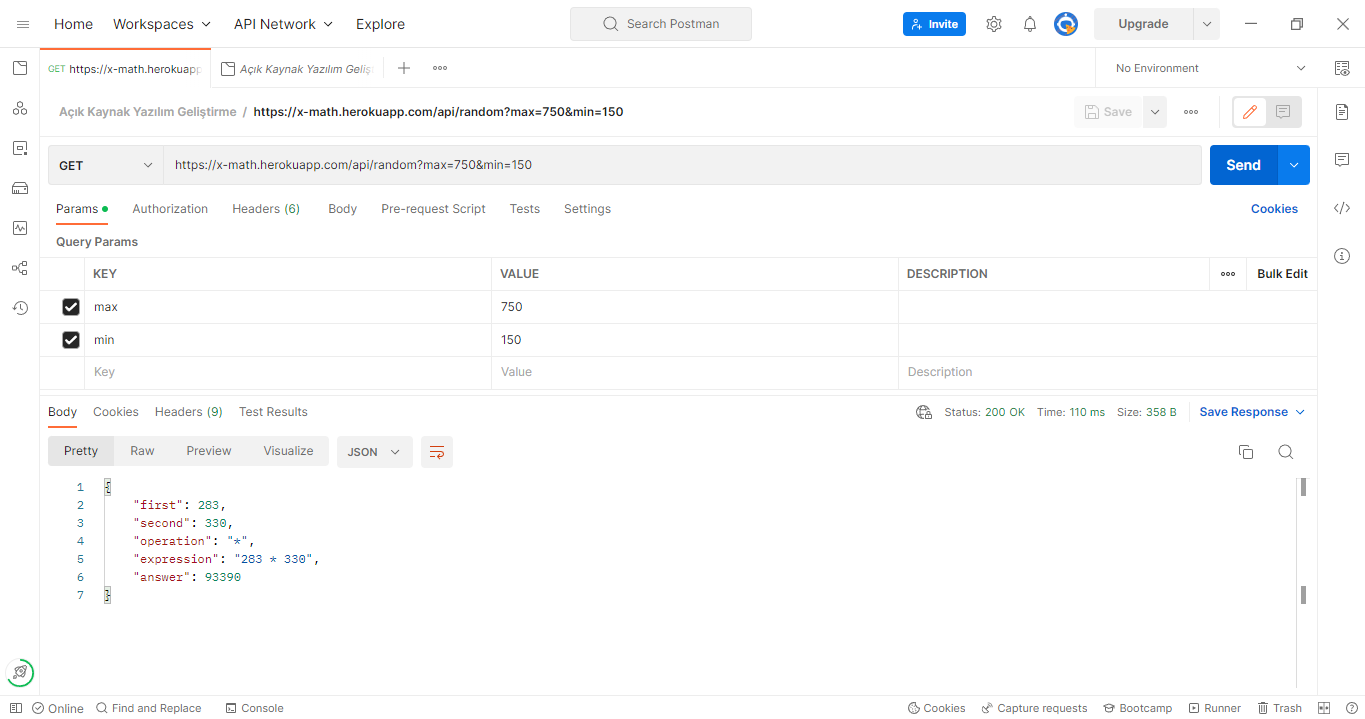 Home Workspaces API Network Explore Search Postman Invite Upgrade
GET https://x-math.herokuapp Açık Kaynak Yazılım Geliş No Environment
Açık Kaynak Yazılım Geliştirme / https://x-math.herokuapp.com/api/random?max=750&min=150 Save
GET https://x-math.herokuapp.com/api/random?max=750&min=150 Send
Params Authorization Headers (6) Body Pre-request Script Tests Settings Cookies
Query Params
KEY VALUE DESCRIPTION Bulk Edit
max 750
min 150
Key Value Description
Body Cookies Headers (9) Test Results Status: 200 OK Time: 110 ms Size: 358 B Save Response
Pretty Raw Preview Visualize JSON
1 {
2 "first": 283,
3 "second": 330,
4 "operation": "*",
5 "expression": "283 * 330",
6 "answer": 93390
7 }
Online Find and Replace Console Cookies Capture requests Bootcamp Runner Trash